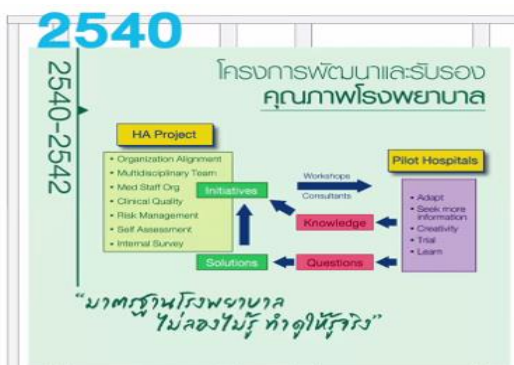 2540
2540-2542
โครงการพัฒนาและรับรอง
คุณภาพโรงพยาบาล
HA Project
• Organization Alignment
• Multidisciplinary Team
• Med Staff Org
• Clinical Quality
• Risk Management
• Self Assessment
• Internal Survey
Initiatives
Solutions
Workshops
Consultants
Knowledge
Questions
Pilot Hospitals
• Adapt
• Seek more
information
• Creativity
• Trial
• Learn
"มาตรฐานโรงพยาบาล
ไม่ลองไม่รู้ ทำดูให้รู้จริง"